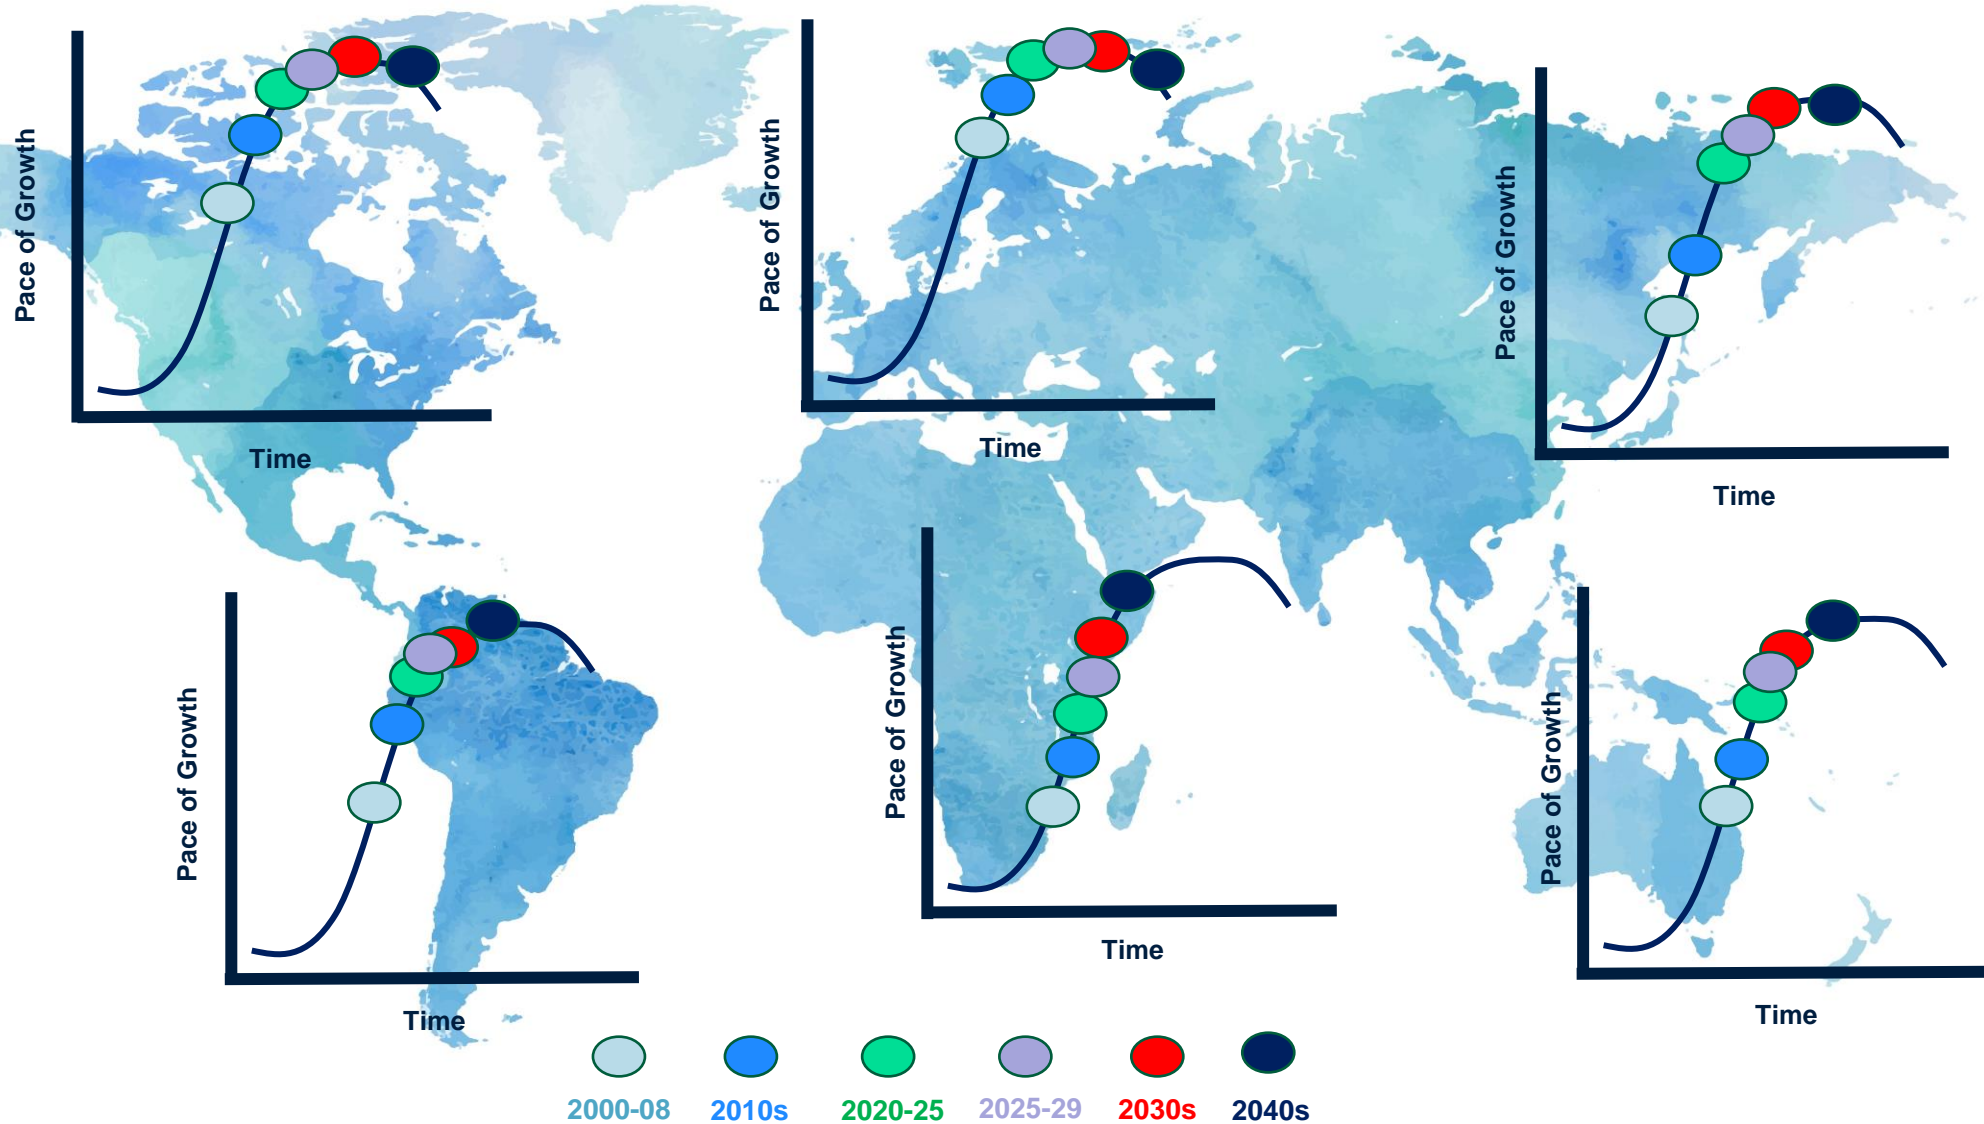 Pace of Growth
Time
Pace of Growth
Time
Pace of Growth
Time
Pace of Growth
Time
Pace of Growth
Time
Pace of Growth
Time
2000-08
2010s
2020-25
2025-29
2030s
2040s